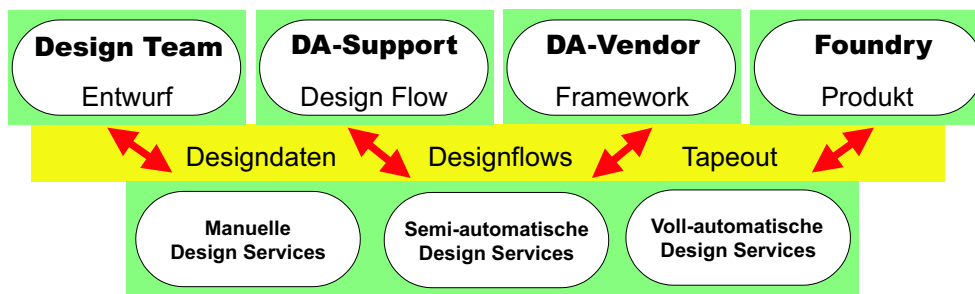 Design Team
Entwurf
DA-Support
Design Flow
DA-Vendor
Framework
Foundry
Produkt
Designdaten
Designflows
Tapeout
Manuelle
Design Services
Semi-automatische
Design Services
Voll-automatische
Design Services